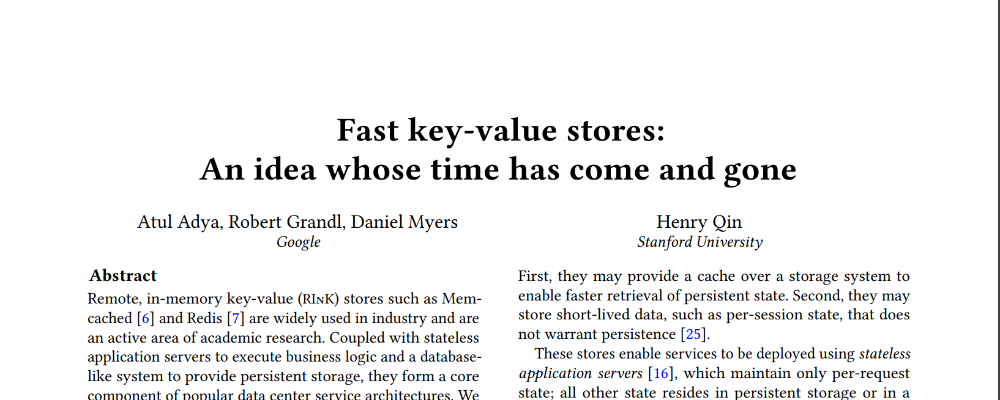 Fast key-value stores:
An idea whose time has come and gone
Atul Adya, Robert Grandl, Daniel Myers
Google
Henry Qin
Stanford University
Abstract
Remote, in-memory key-value (RInK) stores such as Mem-
cached [6] and Redis [7] are widely used in industry and are
an active area of academic research. Coupled with stateless
application servers to execute business logic and a database-
like system to provide persistent storage, they form a core
component of popular data center service architectures. We
First, they may provide a cache over a storage system to
enable faster retrieval of persistent state. Second, they may
store short-lived data, such as per-session state, that does
not warrant persistence [25].
These stores enable services to be deployed using stateless
application servers [16], which maintain only per-request
state; all other state resides in persistent storage or in a